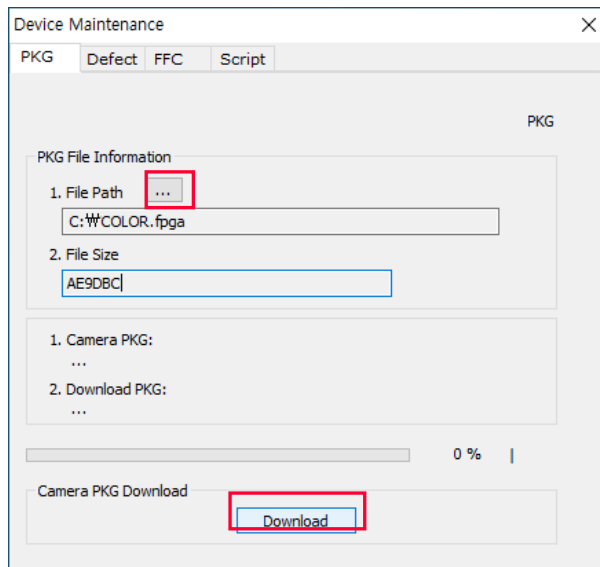 Device Maintenance
PKG Defect FFC Script
PKG
PKG File Information
1. File Path ...
C:₩COLOR.fpga
2. File Size
AE9DBC
1. Camera PKG:
...
2. Download PKG:
...
0 %
Camera PKG Download
Download